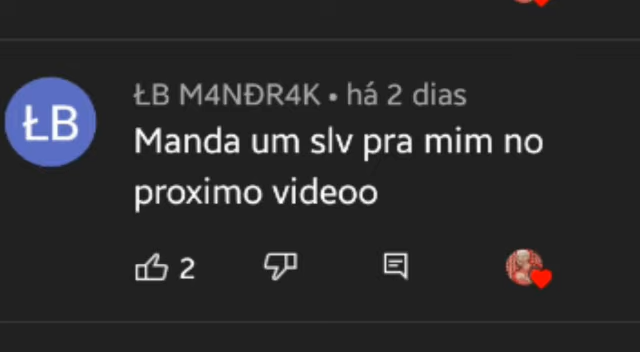 ŁB
ŁB M4NĐR4K • há 2 dias
Manda um slv pra mim no
proximo videoo
2